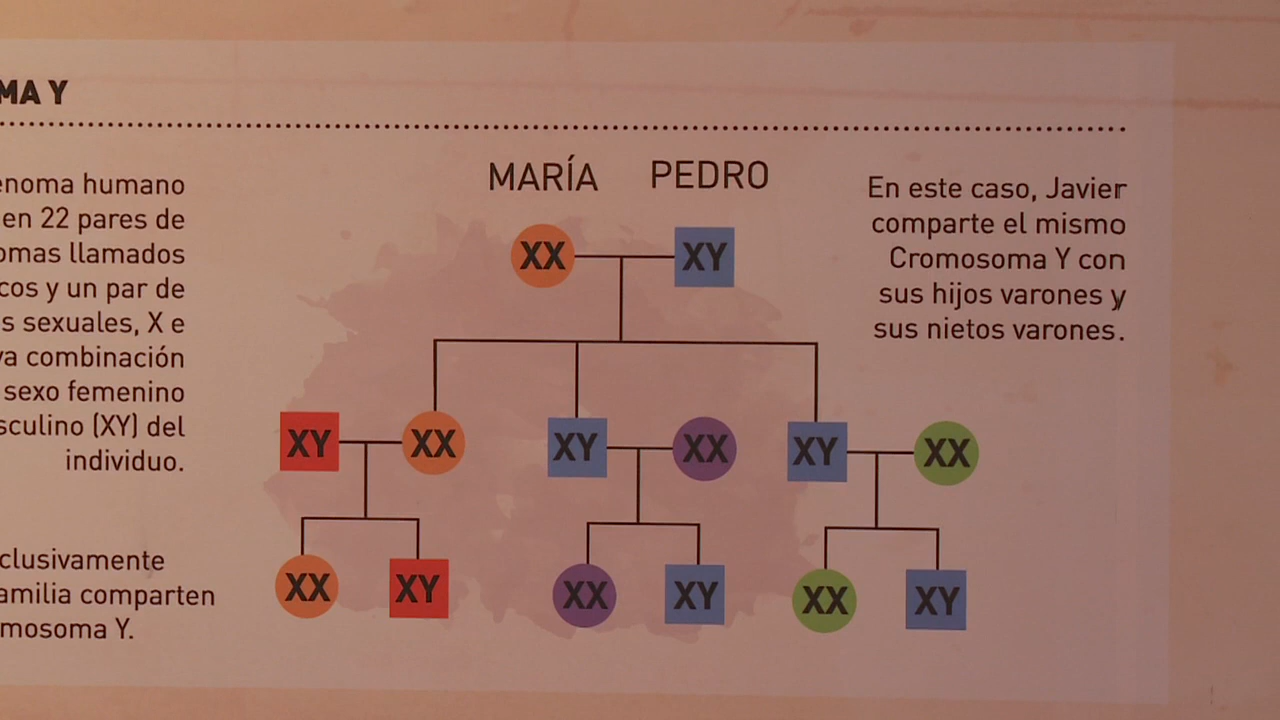 MA Y
enoma humano
en 22 pares de
omas llamados
cos y un par de
s sexuales, X e
va combinación
sexo femenino
sculino (XY) del
individuo.
clusivamente
amilia comparten
mosoma Y.
MARÍA PEDRO
XX XY
XY XX XY XX XY XX
XX XY XX XY XX XY
En este caso, Javier
comparte el mismo
Cromosoma Y con
sus hijos varones y
sus nietos varones.